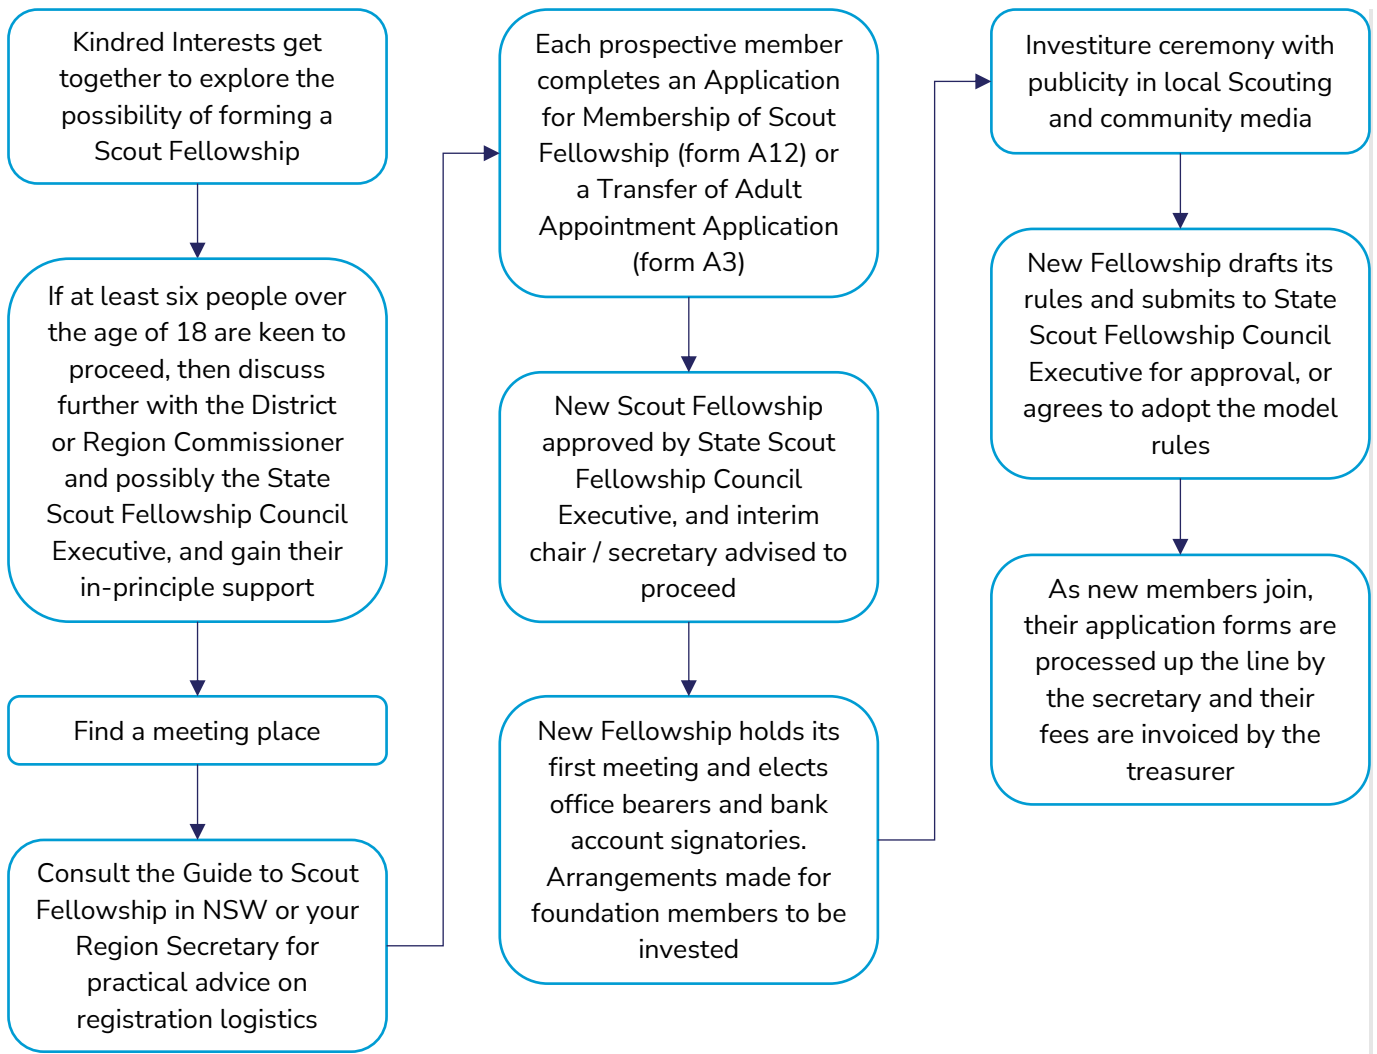 Kindred Interests get
together to explore the
possibility of forming a
Scout Fellowship
If at least six people over
the age of 18 are keen to
proceed, then discuss
further with the District
or Region Commissioner
and possibly the State
Scout Fellowship Council
Executive, and gain their
in-principle support
Find a meeting place
Consult the Guide to Scout
Fellowship in NSW or your
Region Secretary for
practical advice on
registration logistics
Each prospective member
completes an Application
for Membership of Scout
Fellowship (form A12) or
a Transfer of Adult
Appointment Application
(form A3)
New Scout Fellowship
approved by State Scout
Fellowship Council
Executive, and interim
chair / secretary advised to
proceed
New Fellowship holds its
first meeting and elects
office bearers and bank
account signatories.
Arrangements made for
foundation members to be
invested
Investiture ceremony with
publicity in local Scouting
and community media
New Fellowship drafts its
rules and submits to State
Scout Fellowship Council
Executive for approval, or
agrees to adopt the model
rules
As new members join,
their application forms are
processed up the line by
the secretary and their
fees are invoiced by the
treasurer